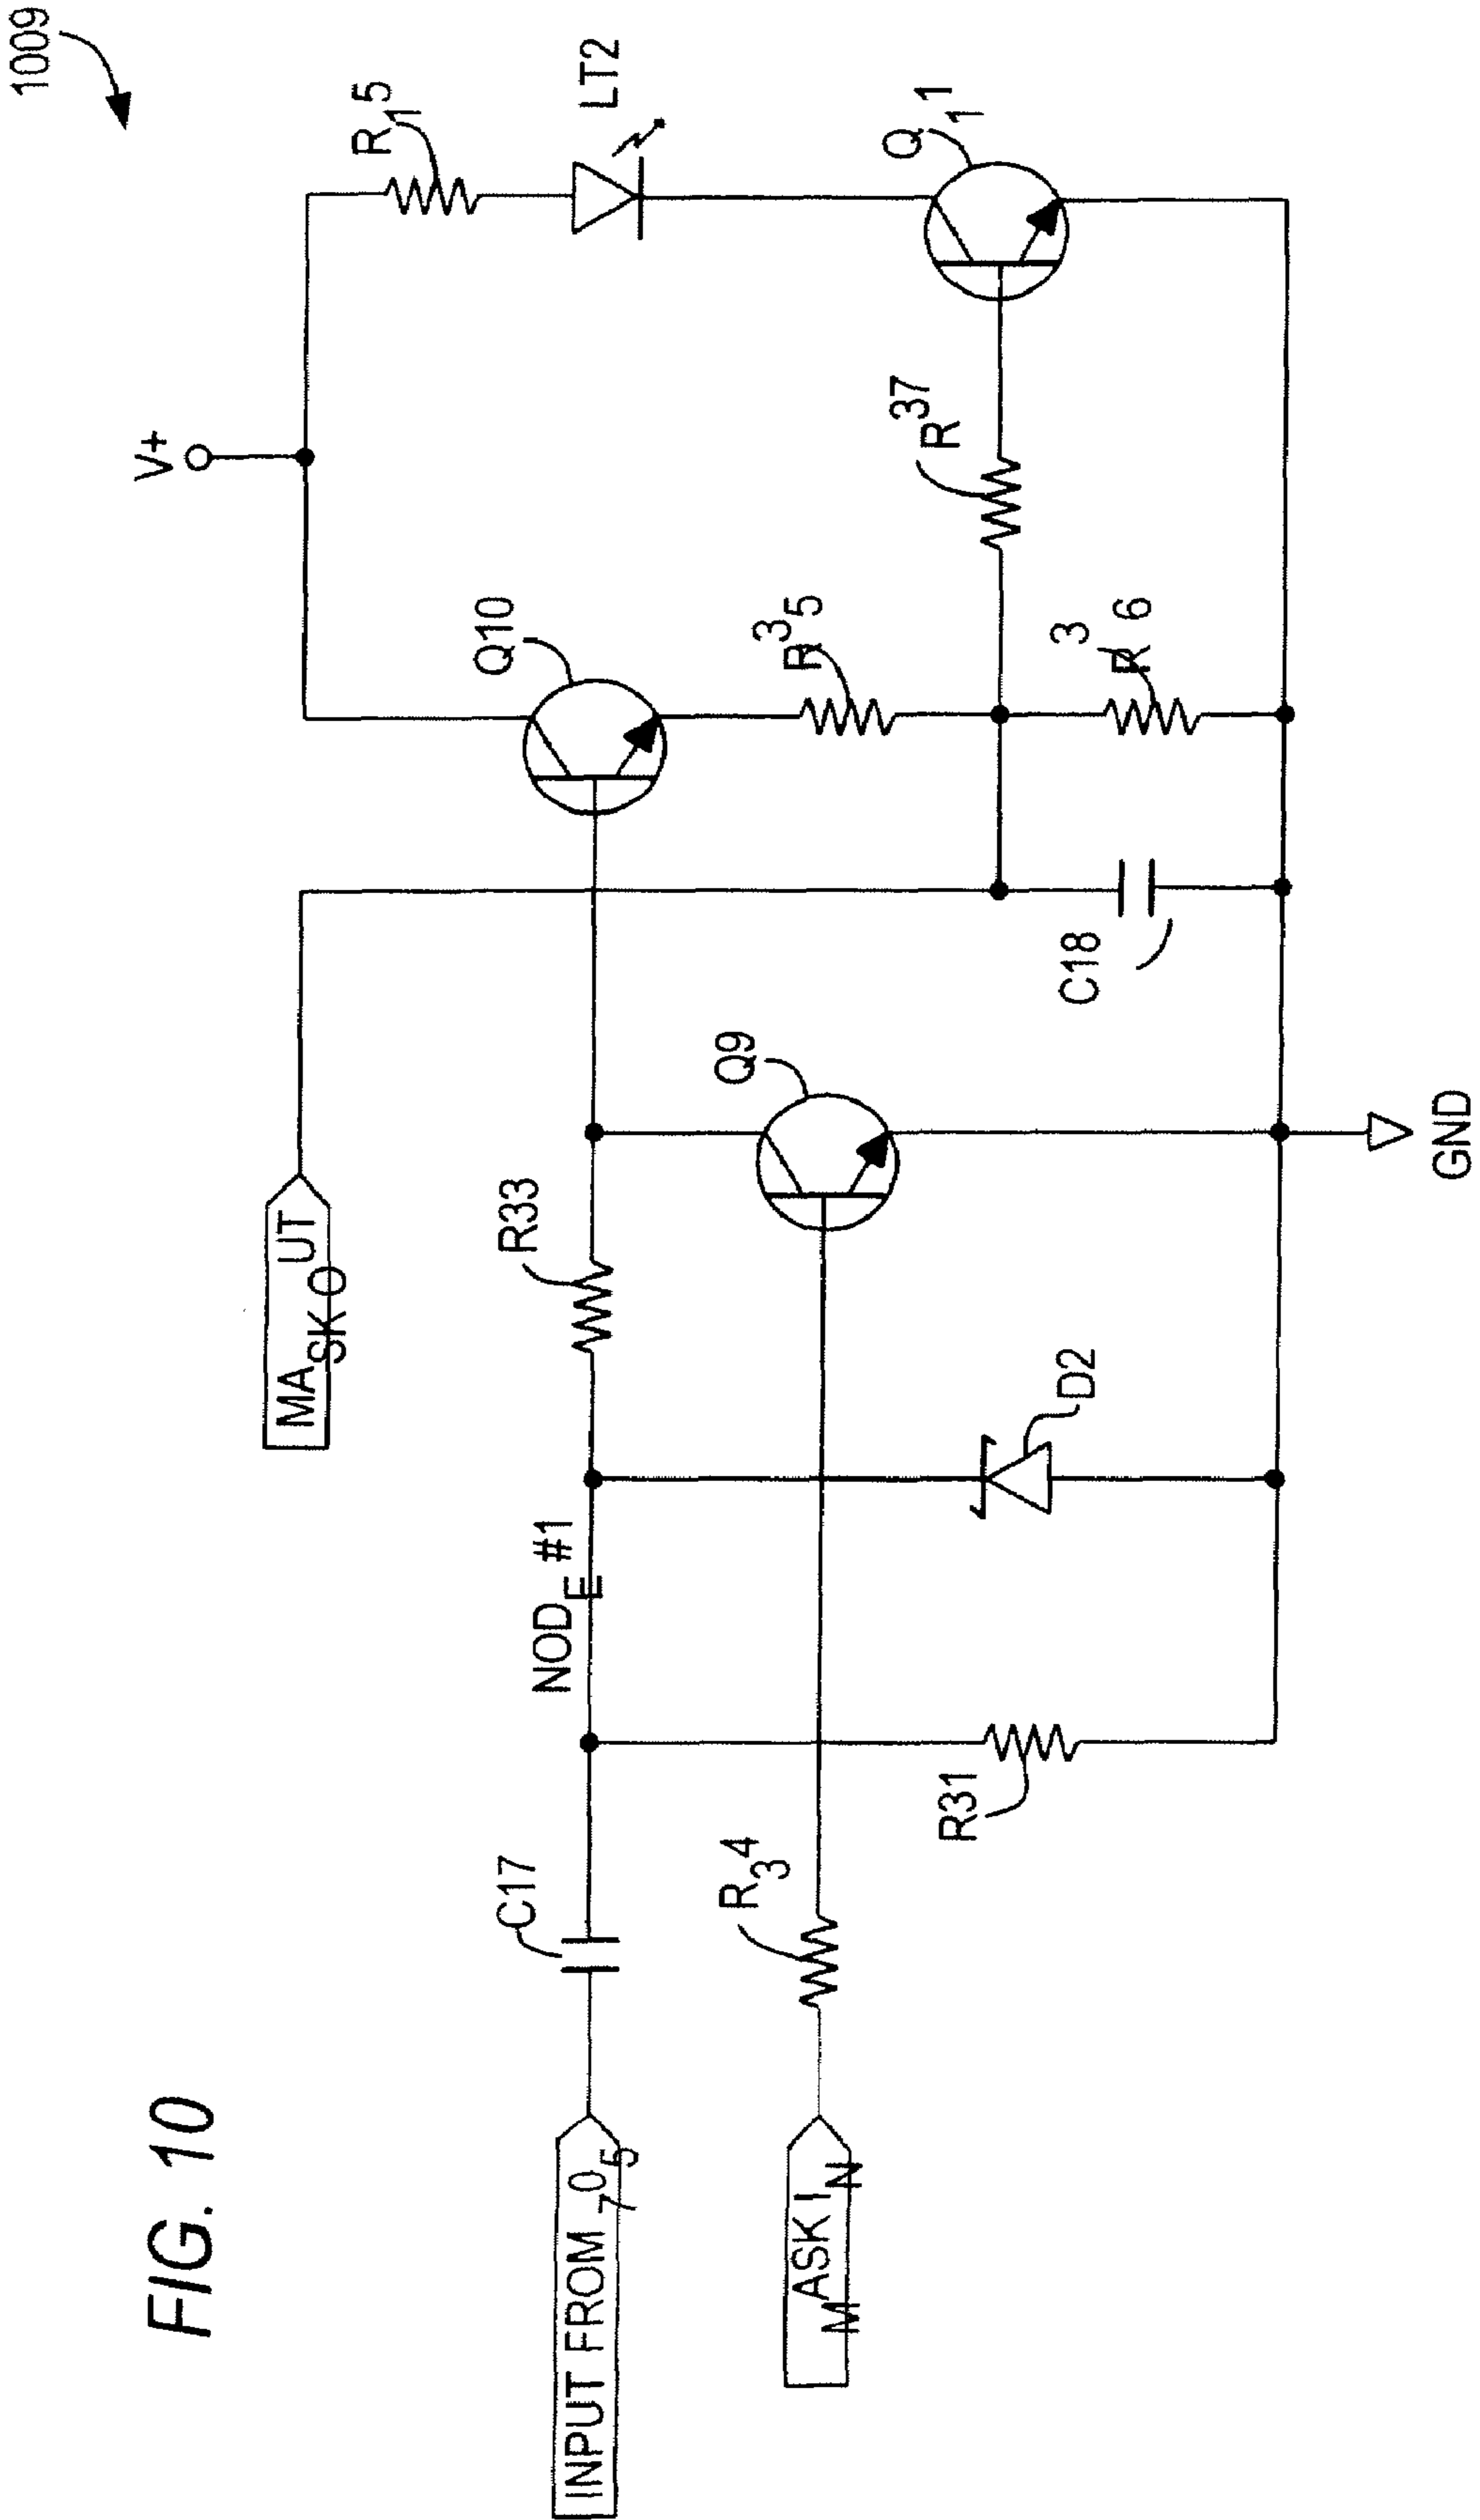 FIG. 10
1009
V+
R15
LT2
MASK OUT
Q10
Q11
R37
R35
R36
R33
Q9
C18
NODE #1
C17
INPUT FROM 705
R34
MASK IN
D2
R31
GND